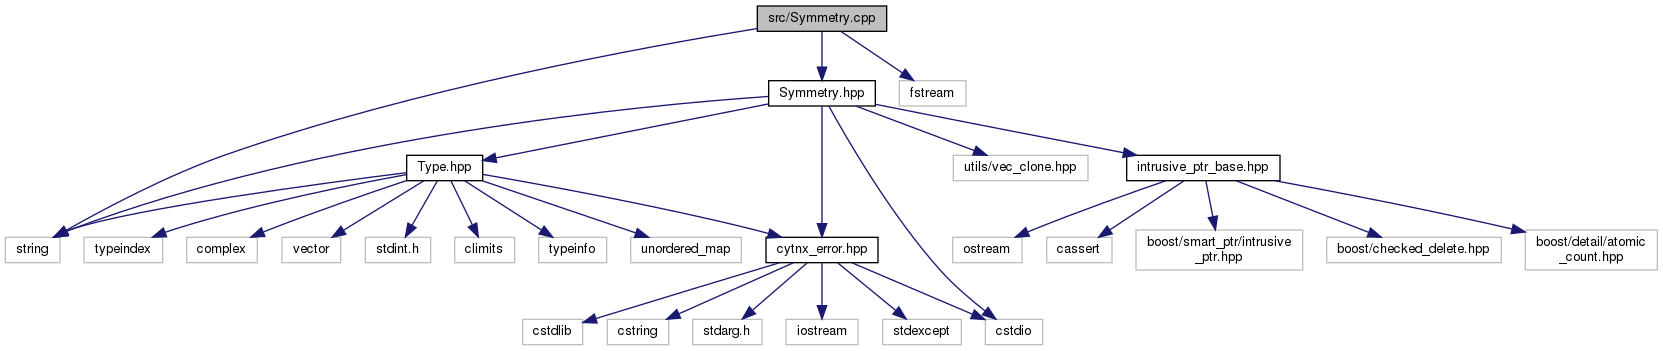 src/Symmetry.cpp
Symmetry.hpp
fstream
Type.hpp
utils/vec_clone.hpp
intrusive_ptr_base.hpp
string
typeindex
complex
vector
stdint.h
climits
typeinfo
unordered_map
cytnx_error.hpp
ostream
cassert
boost/smart_ptr/intrusive
_ptr.hpp
boost/checked_delete.hpp
boost/detail/atomic
_count.hpp
cstdlib
cstring
stdarg.h
iostream
stdexcept
cstdio